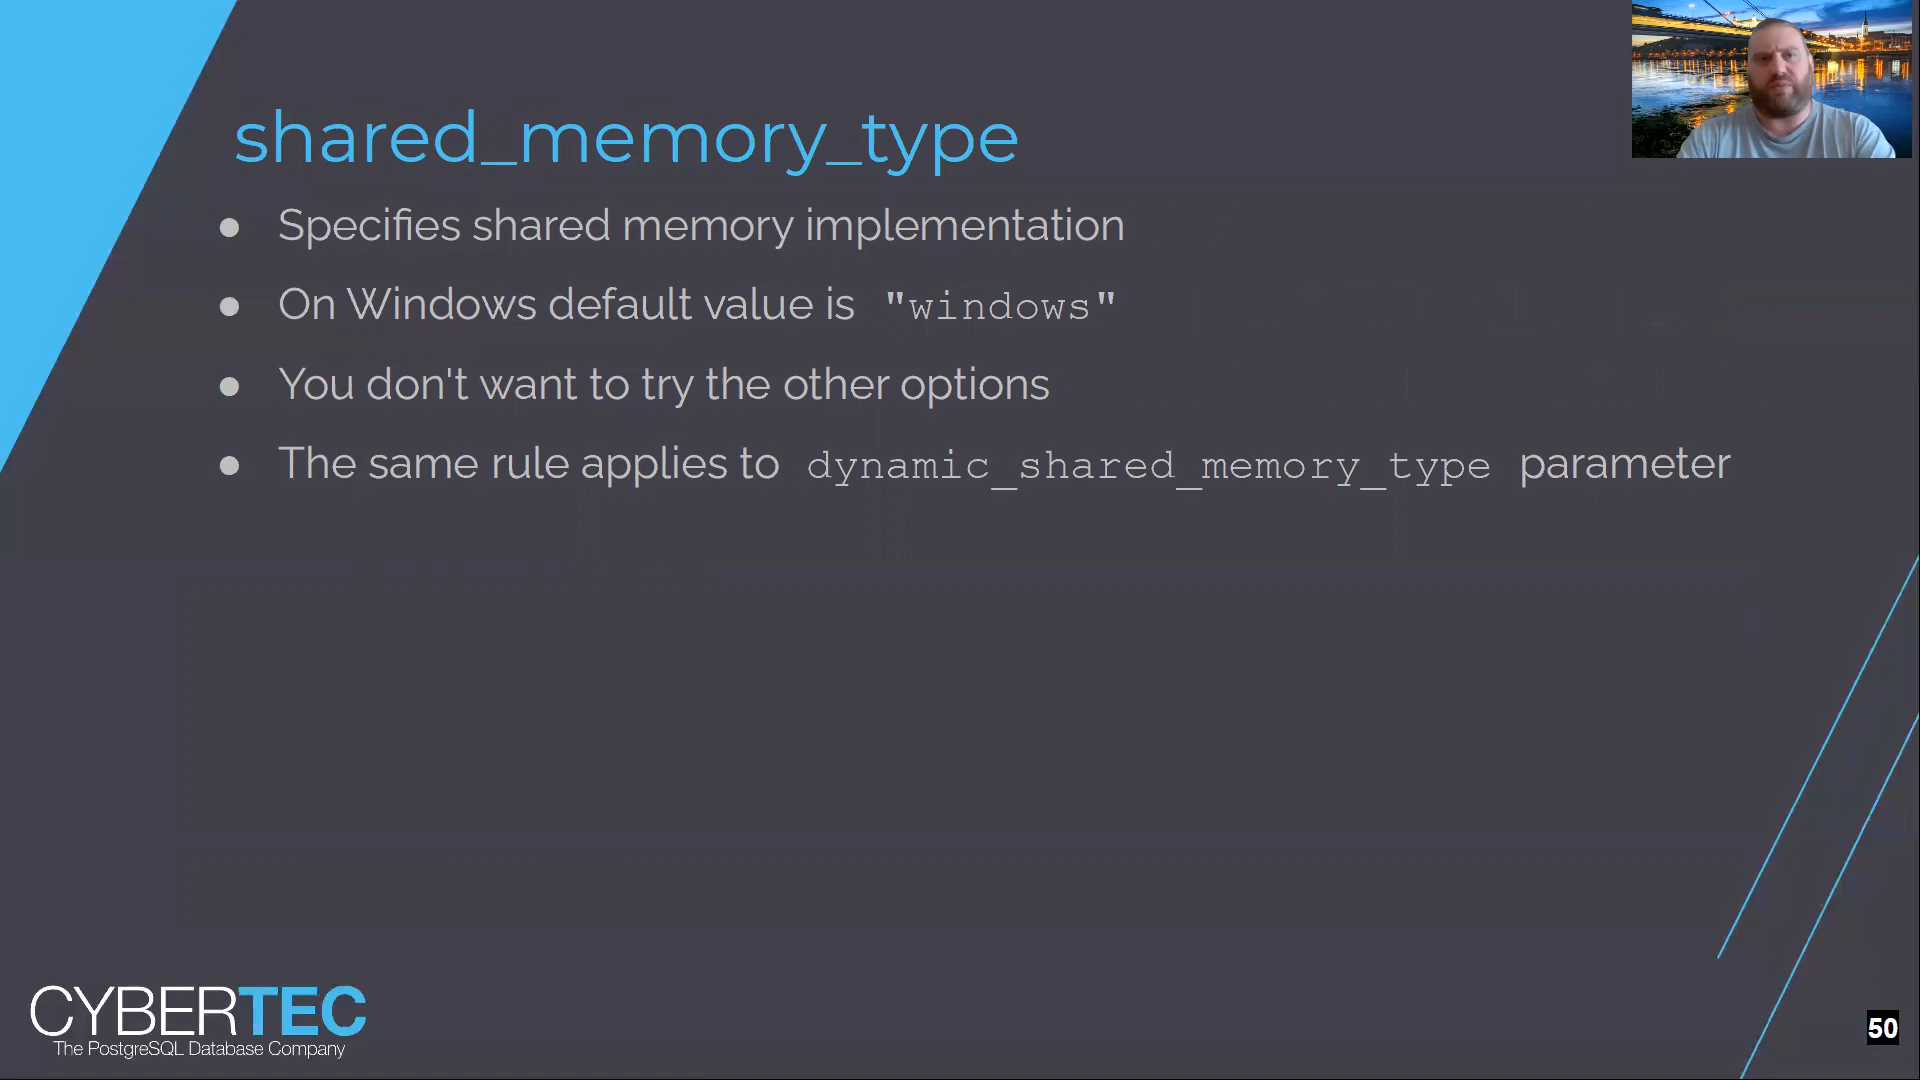 shared_memory_type
● Specifies shared memory implementation
● On Windows default value is "windows"
● You don't want to try the other options
● The same rule applies to dynamic_shared_memory_type parameter
CYBERTEC
The PostgreSQL Database Company
50